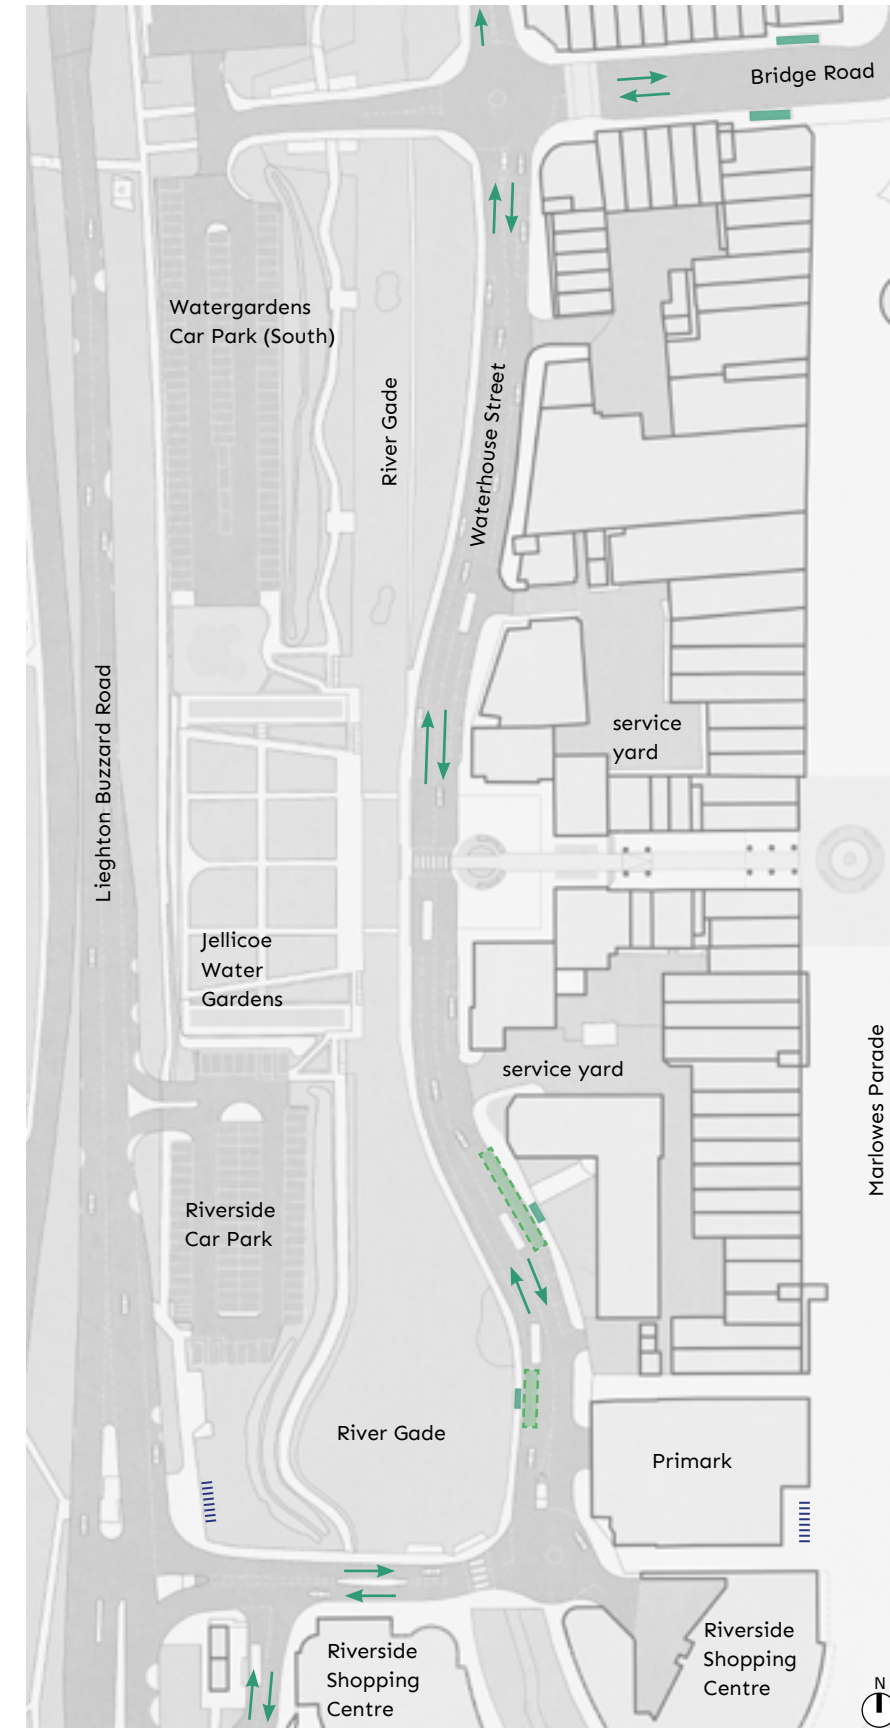 Bridge Road
Watergardens
Car Park (South)
River Gade
Waterhouse Street
Lieghton Buzzard Road
service
yard
Jellicoe
Water
Gardens
service yard
Marlowes Parade
Riverside
Car Park
River Gade
Primark
Riverside
Shopping
Centre
Riverside
Shopping
Centre
N